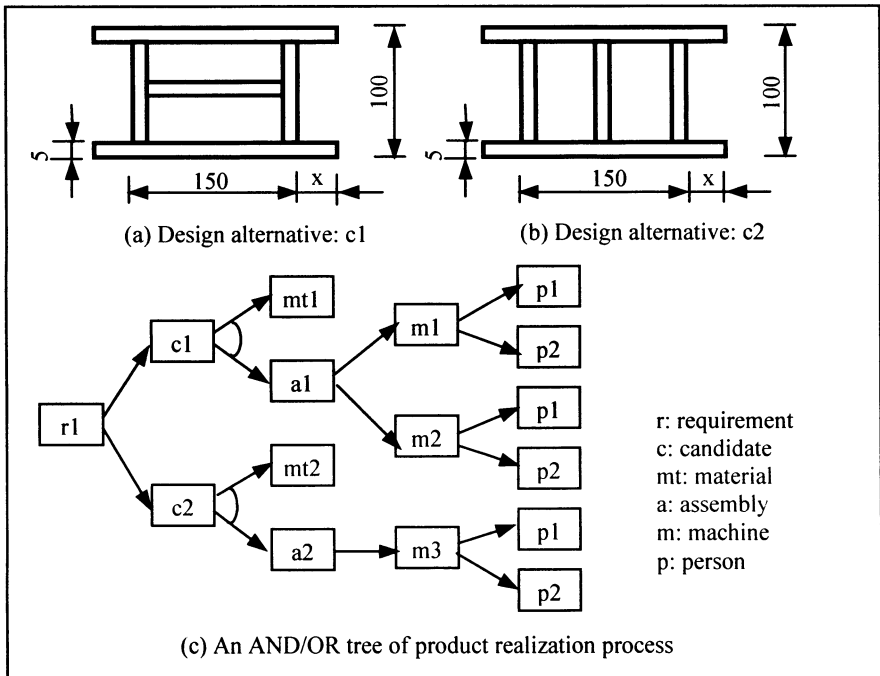 100
5
150
x
(a) Design alternative: c1
100
5
150
x
(b) Design alternative: c2
r1
c1
c2
mt1
a1
mt2
a2
m1
m2
m3
p1
p2
p1
p2
p1
p2
r: requirement
c: candidate
mt: material
a: assembly
m: machine
p: person
(c) An AND/OR tree of product realization process